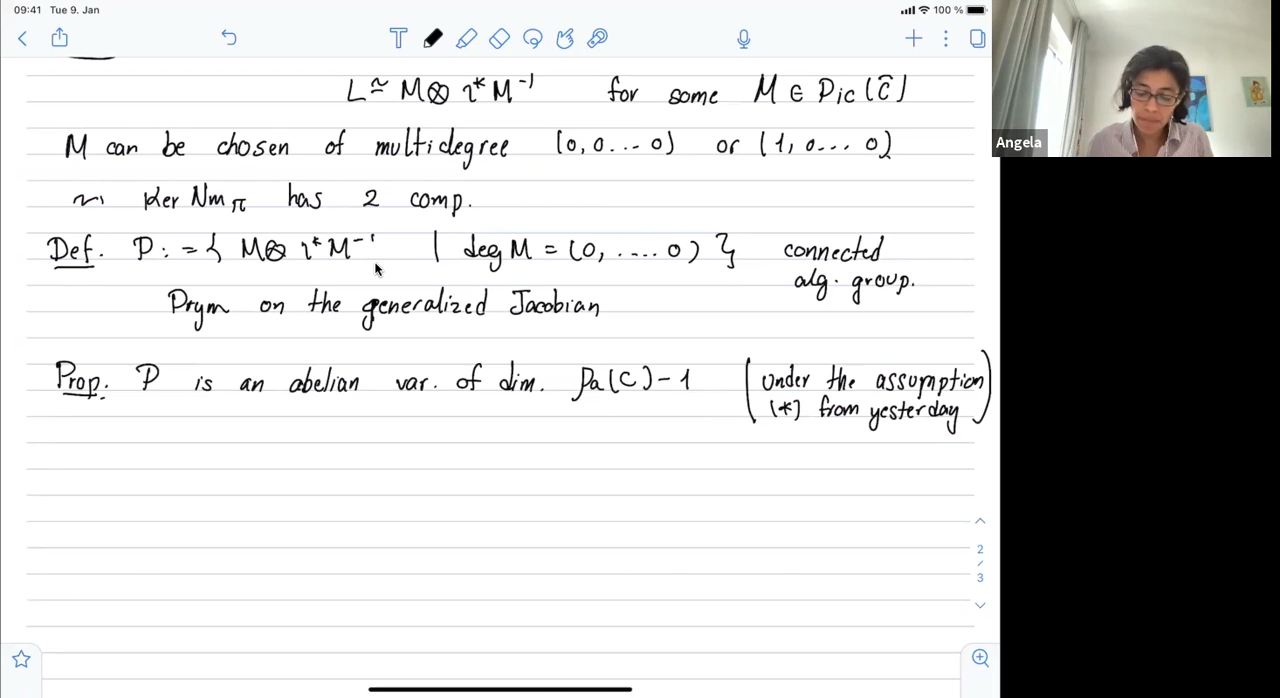 09:41 Tue 9. Jan 100 %
L ≃ M ⊗ τ* M⁻¹ for some M ∈ Pic(C̃)
M can be chosen of multidegree (0,0...0) or (1,0...0)
⇝ Ker Nm_π has 2 comp.
Def. P := { M ⊗ τ* M⁻¹ | deg M = (0, ....0) } connected
alg. group.
Prym on the generalized Jacobian
Prop. P is an abelian var. of dim. Pa(C) - 1 (Under the assumption
(*) from yesterday)
2
/
3
Angela